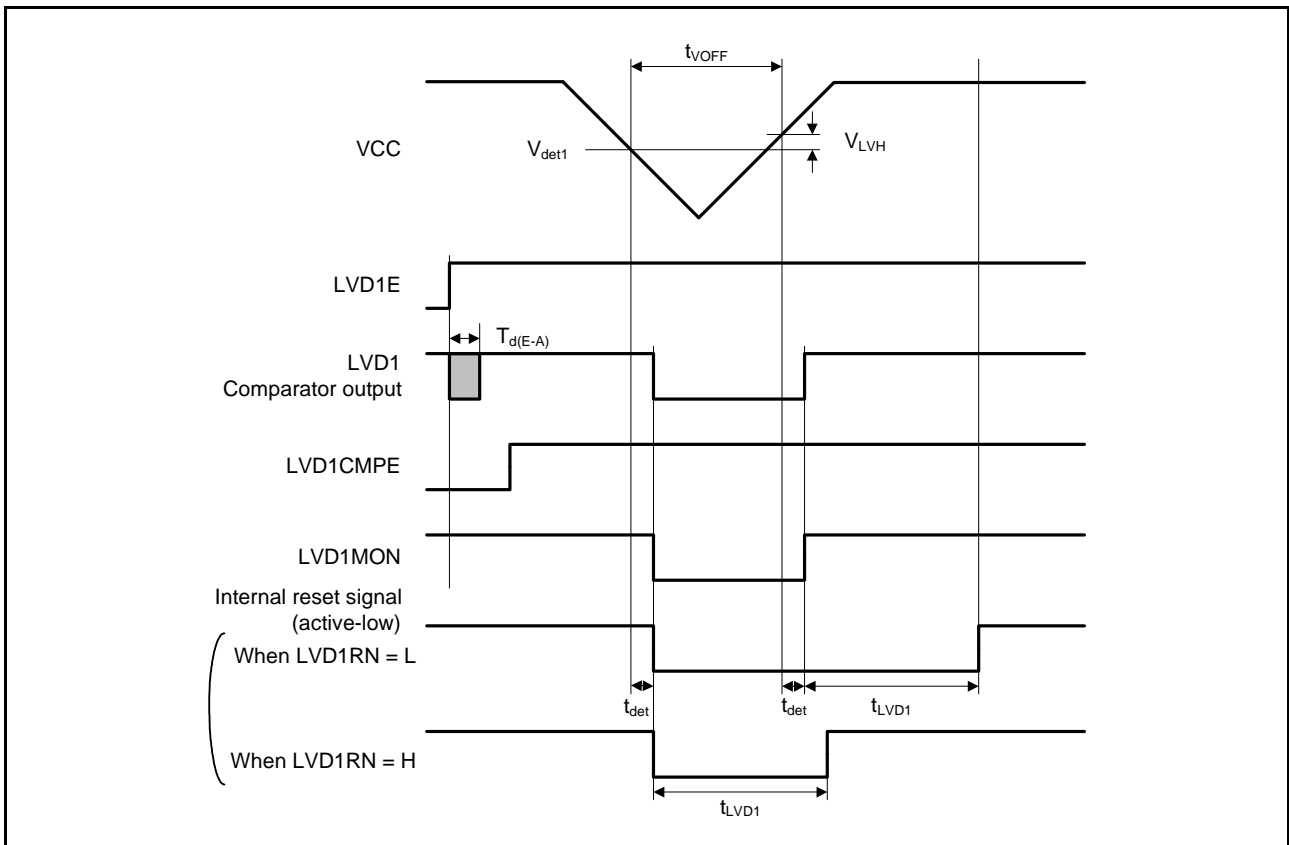 tVOFF
VCC
Vdet1
VLVH
LVD1E
Td(E-A)
LVD1
Comparator output
LVD1CMPE
LVD1MON
Internal reset signal
(active-low)
When LVD1RN = L
tdet
tdet
tLVD1
When LVD1RN = H
tLVD1